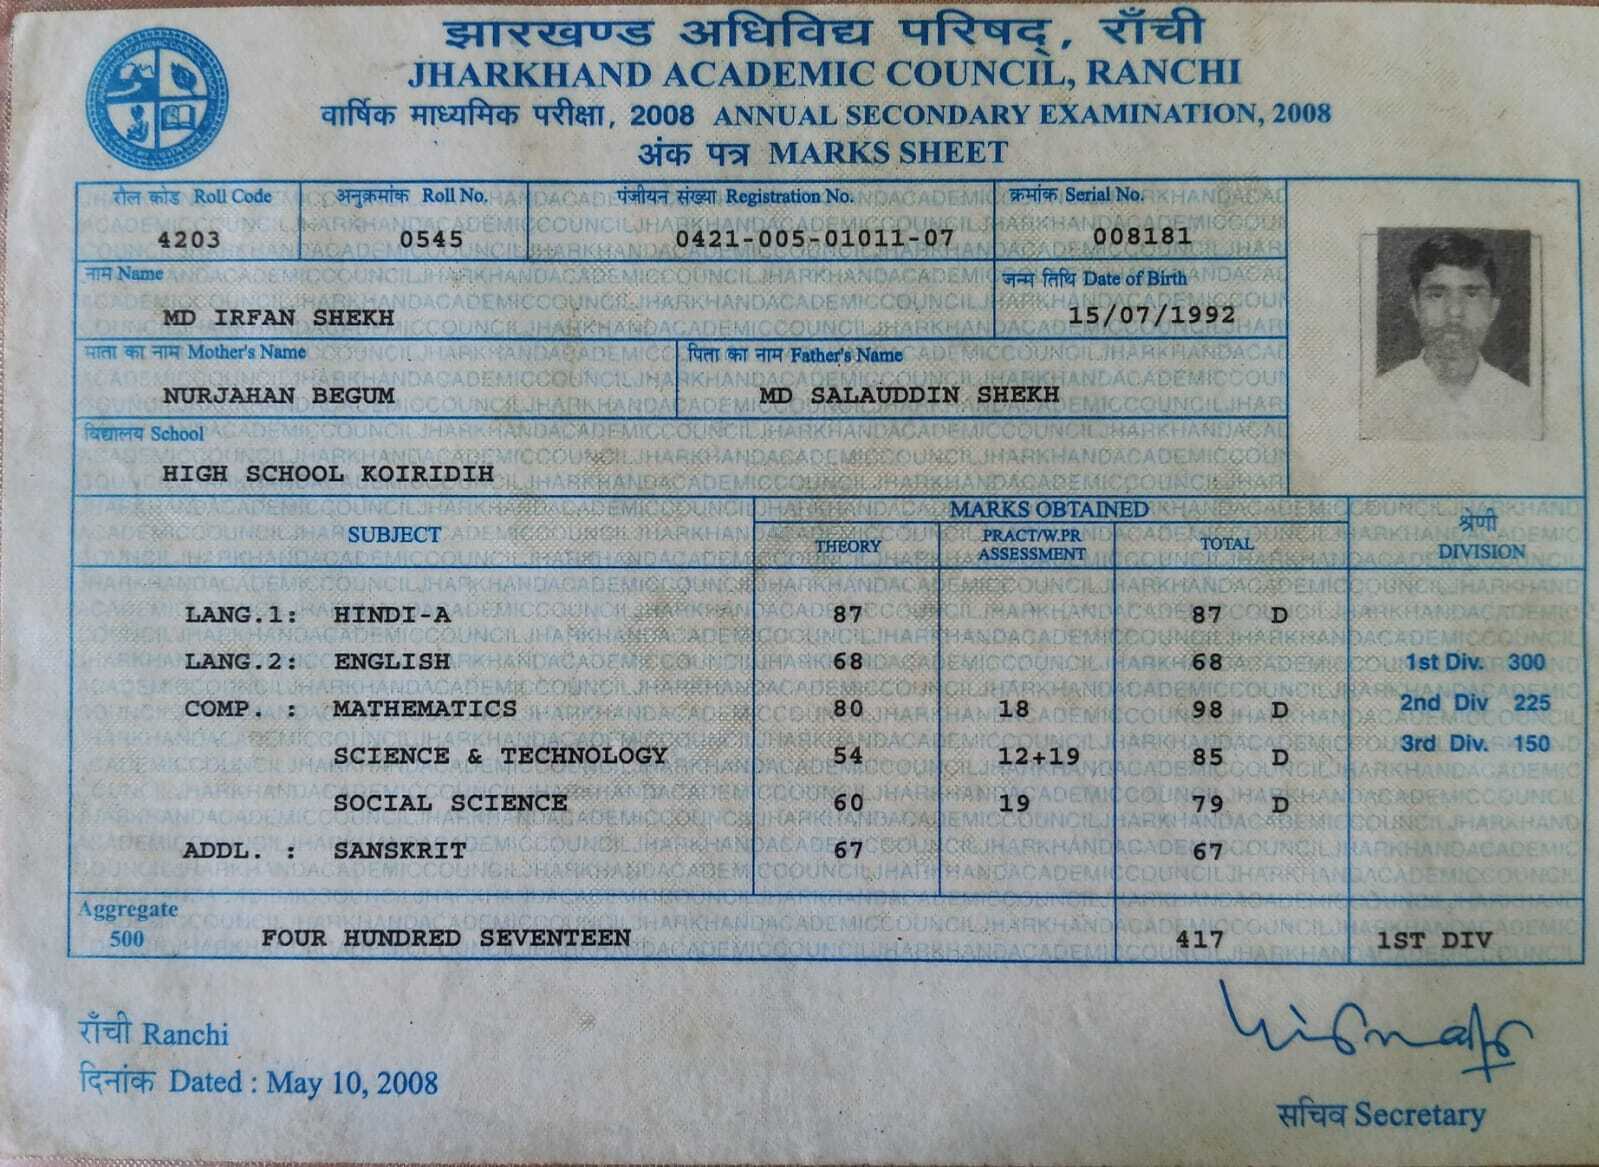 झारखण्ड अधिविद्य परिषद्, राँची
JHARKHAND ACADEMIC COUNCIL, RANCHI
वार्षिक माध्यमिक परीक्षा, 2008 ANNUAL SECONDARY EXAMINATION, 2008
अंक पत्र MARKS SHEET
रौल कोड Roll Code अनुक्रमांक Roll No. पंजीयन संख्या Registration No. क्रमांक Serial No.
4203 0545 0421-005-01011-07 008181
नाम Name जन्म तिथि Date of Birth
MD IRFAN SHEKH 15/07/1992
माता का नाम Mother's Name पिता का नाम Father's Name
NURJAHAN BEGUM MD SALAUDDIN SHEKH
विद्यालय School
HIGH SCHOOL KOIRIDIH
SUBJECT MARKS OBTAINED श्रेणी DIVISION
THEORY PRACT/W.PR ASSESSMENT TOTAL
LANG.1: HINDI-A 87 87 D
LANG.2: ENGLISH 68 68 1st Div. 300
COMP. : MATHEMATICS 80 18 98 D 2nd Div 225
SCIENCE & TECHNOLOGY 54 12+19 85 D 3rd Div. 150
SOCIAL SCIENCE 60 19 79 D
ADDL. : SANSKRIT 67 67
Aggregate
500 FOUR HUNDRED SEVENTEEN 417 1ST DIV
राँची Ranchi
दिनांक Dated : May 10, 2008
सचिव Secretary